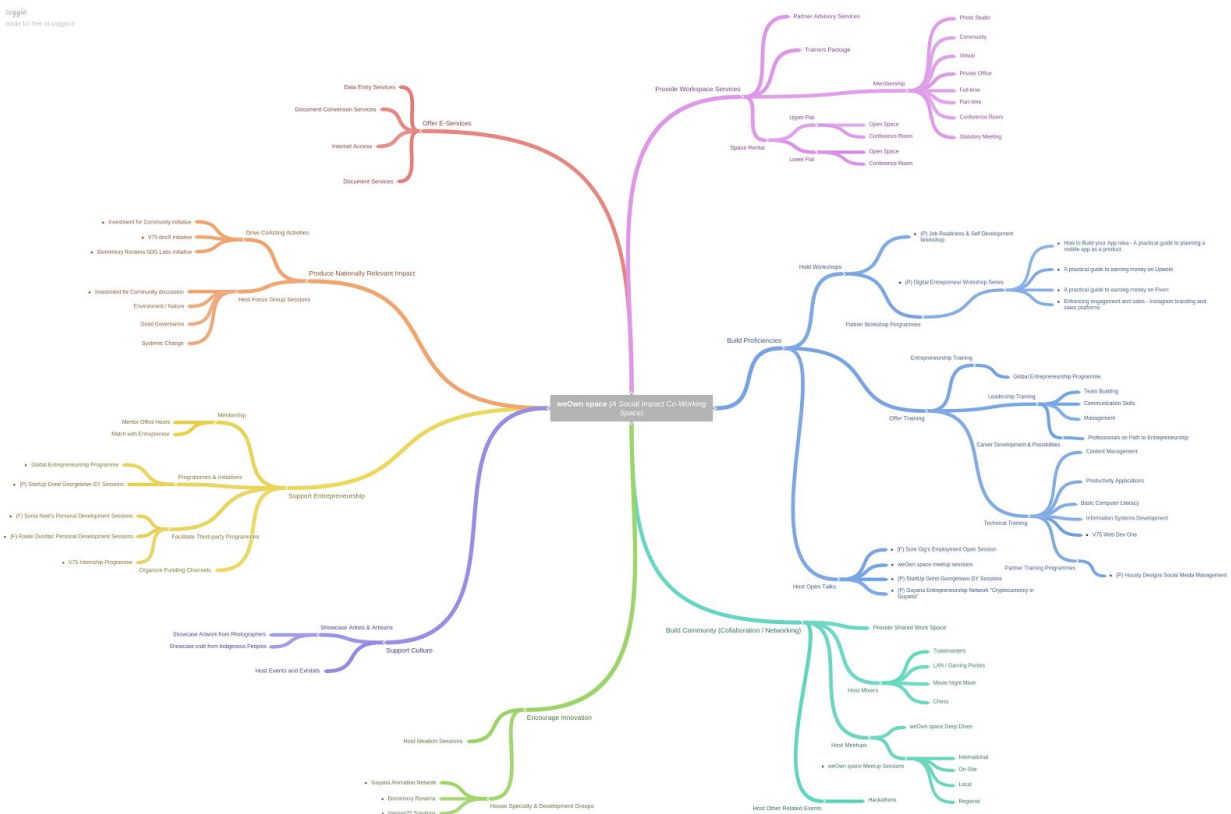 coggle
made for free at coggle.it
weOwn space (A Social Impact Co-Working
Space)
Provide Workspace Services
Partner Advisory Services
Trainers Package
Membership
Photo Studio
Community
Virtual
Private Office
Full-time
Part-time
Conference Room
Statutory Meeting
Space Rental
Upper Flat
Open Space
Conference Room
Lower Flat
Open Space
Conference Room
Build Proficiencies
Hold Workshops
(P) Job Readiness & Self Development
Workshop
Partner Workshop Porgrammes
(P) Digital Entrepreneur Workshop Series
How to Build your App Idea - A practical guide to planning a
mobile app as a product.
A practical guide to earning money on Upwork
A practical guide to earning money on Fiverr
Enhancing engagement and sales - Instagram branding and
sales platforms
Offer Training
Entrepreneurship Training
Global Entrepreneurship Programme
Leadership Training
Team Building
Communication Skills
Management
Career Development & Possibilities
Professionals on Path to Entrepreneurship
Technical Training
Content Management
Productivity Applications
Basic Computer Literacy
Information Systems Development
V75 Web Dev One
Partner Training Programmes
(P) Housty Designs Social Media Management
Host Open Talks
(F) Sure Gig's Employment Open Session
weOwn space meetup sessions
(P) StartUp Grind Georgetown GY Sessions
(P) Guyana Entrepreneurship Network "Cryptocurrency in
Guyana"
Build Community (Collaboration / Networking)
Provide Shared Work Space
Host Mixers
Toastmasters
LAN / Gaming Parties
Movie Night Mixer
Chess
Host Meetups
weOwn space Deep Dives
weOwn space Meetup Sessions
International
On-Site
Local
Regional
Host Other Related Events
Hackathons
Offer E-Services
Data Entry Services
Document Conversion Services
Internet Access
Document Services
Produce Nationally Relevant Impact
Drive CoActing Activities
Investment for Community initiative
V75 devX Initiative
Biomimicry Roraima SDG Labs initiative
Host Focus Group Sessions
Investment for Community discussion
Environment / Nature
Good Governance
Systemic Change
Support Entrepreneurship
Mentorship
Mentor Office Hours
Match with Entrepreneur
Programmes & Initiatives
Global Entrepreneurship Programme
(P) StartUp Grind Georgetown GY Sessions
Facilitate Third-party Programmes
(F) Sonia Noel's Personal Development Sessions
(F) Rawle Dundas' Personal Development Sessions
V75 Internship Programme
Organize Funding Channels
Support Culture
Showcase Artists & Artisans
Showcase Artwork from Photographers
Showcase craft from Indigenous Peoples
Host Events and Exhibits
Encourage Innovation
Host Ideation Sessions
House Specialty & Development Groups
Guyana Animation Network
Biomimicry Roraima
Version75 Solutions